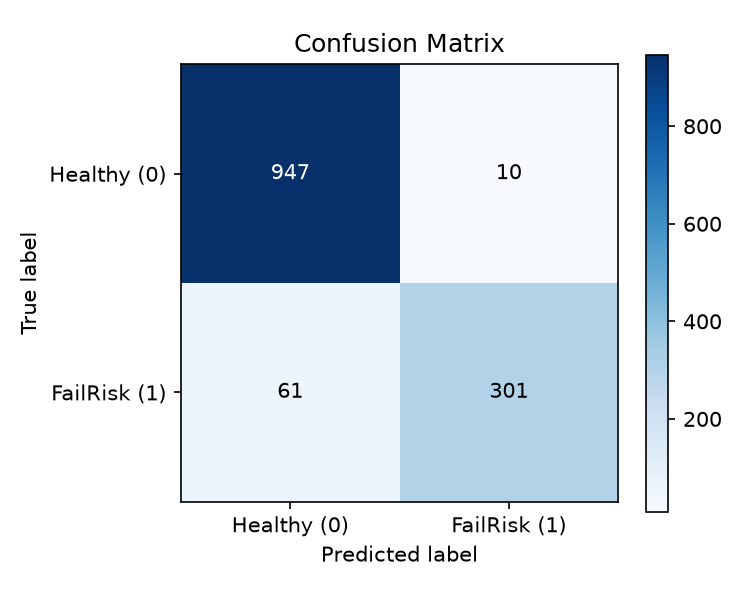 Confusion Matrix
Healthy (0)
947
10
800
600
400
200
True label
FailRisk (1)
61
301
Healthy (0)
FailRisk (1)
Predicted label